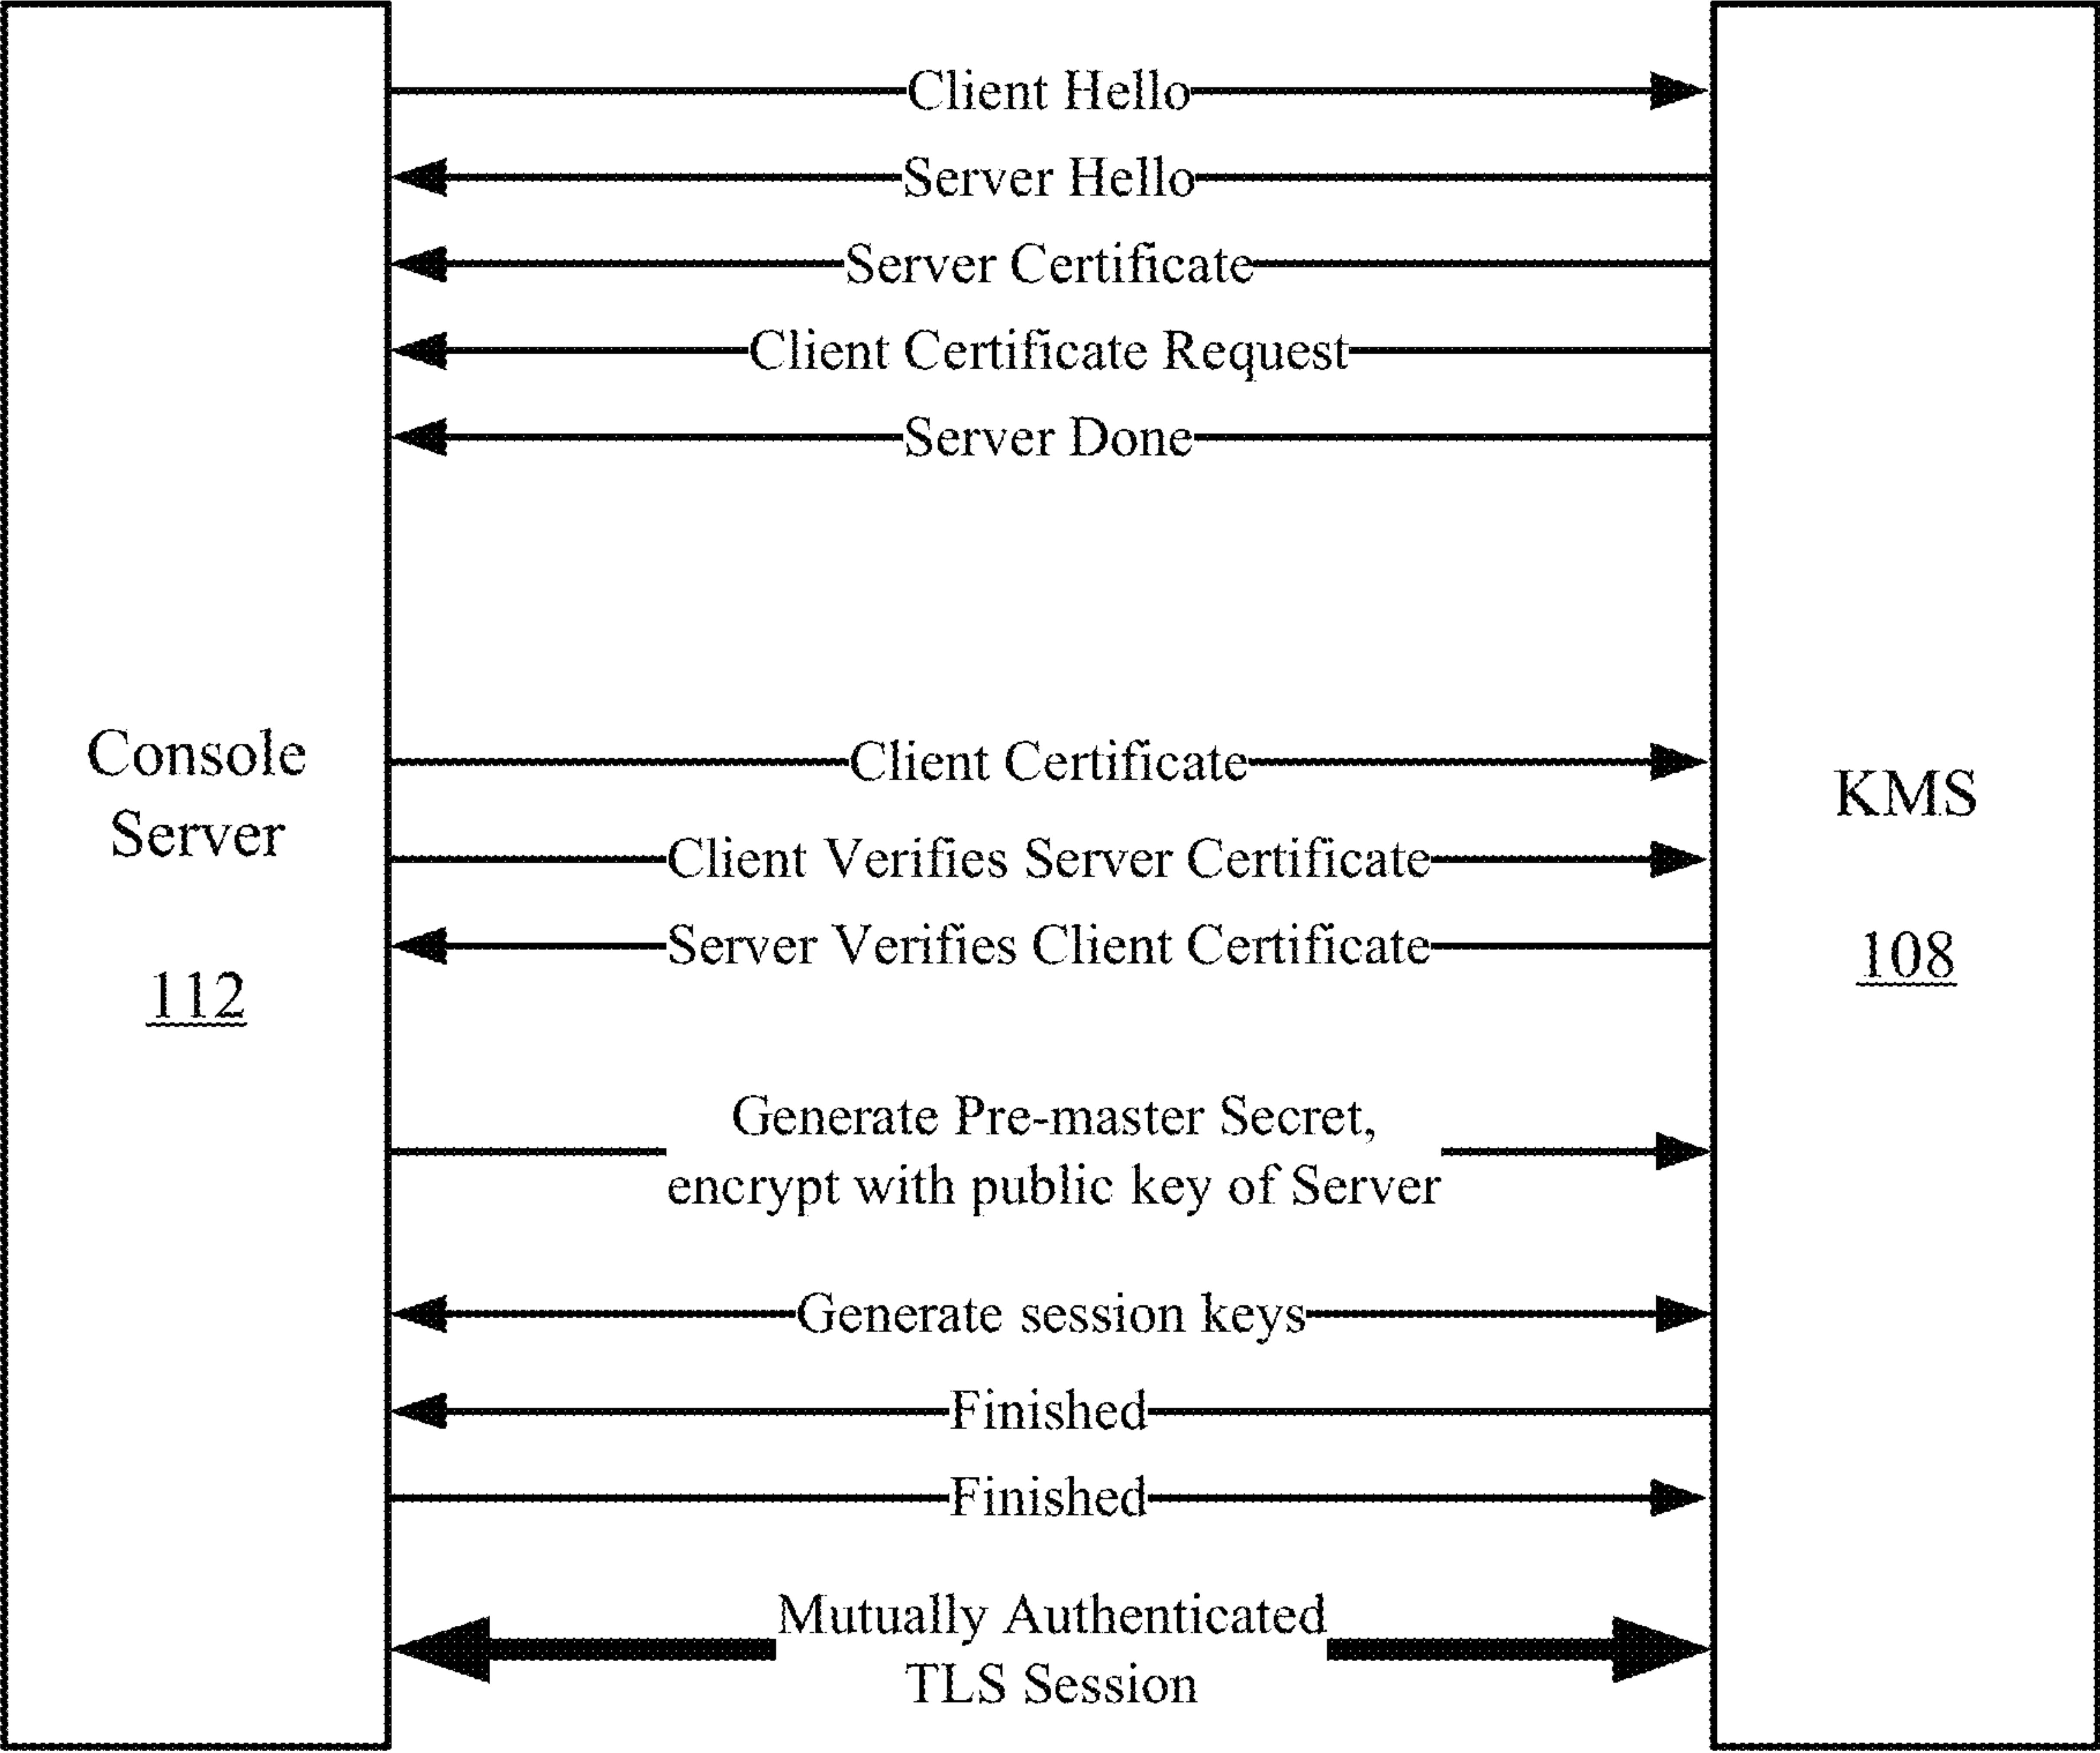 Client Hello
Server Hello
Server Certificate
Client Certificate Request
Server Done
Console
Server
112
Client Certificate
Client Verifies Server Certificate
Server Verifies Client Certificate
KMS
108
Generate Pre-master Secret,
encrypt with public key of Server
Generate session keys
Finished
Finished
Mutually Authenticated
TLS Session